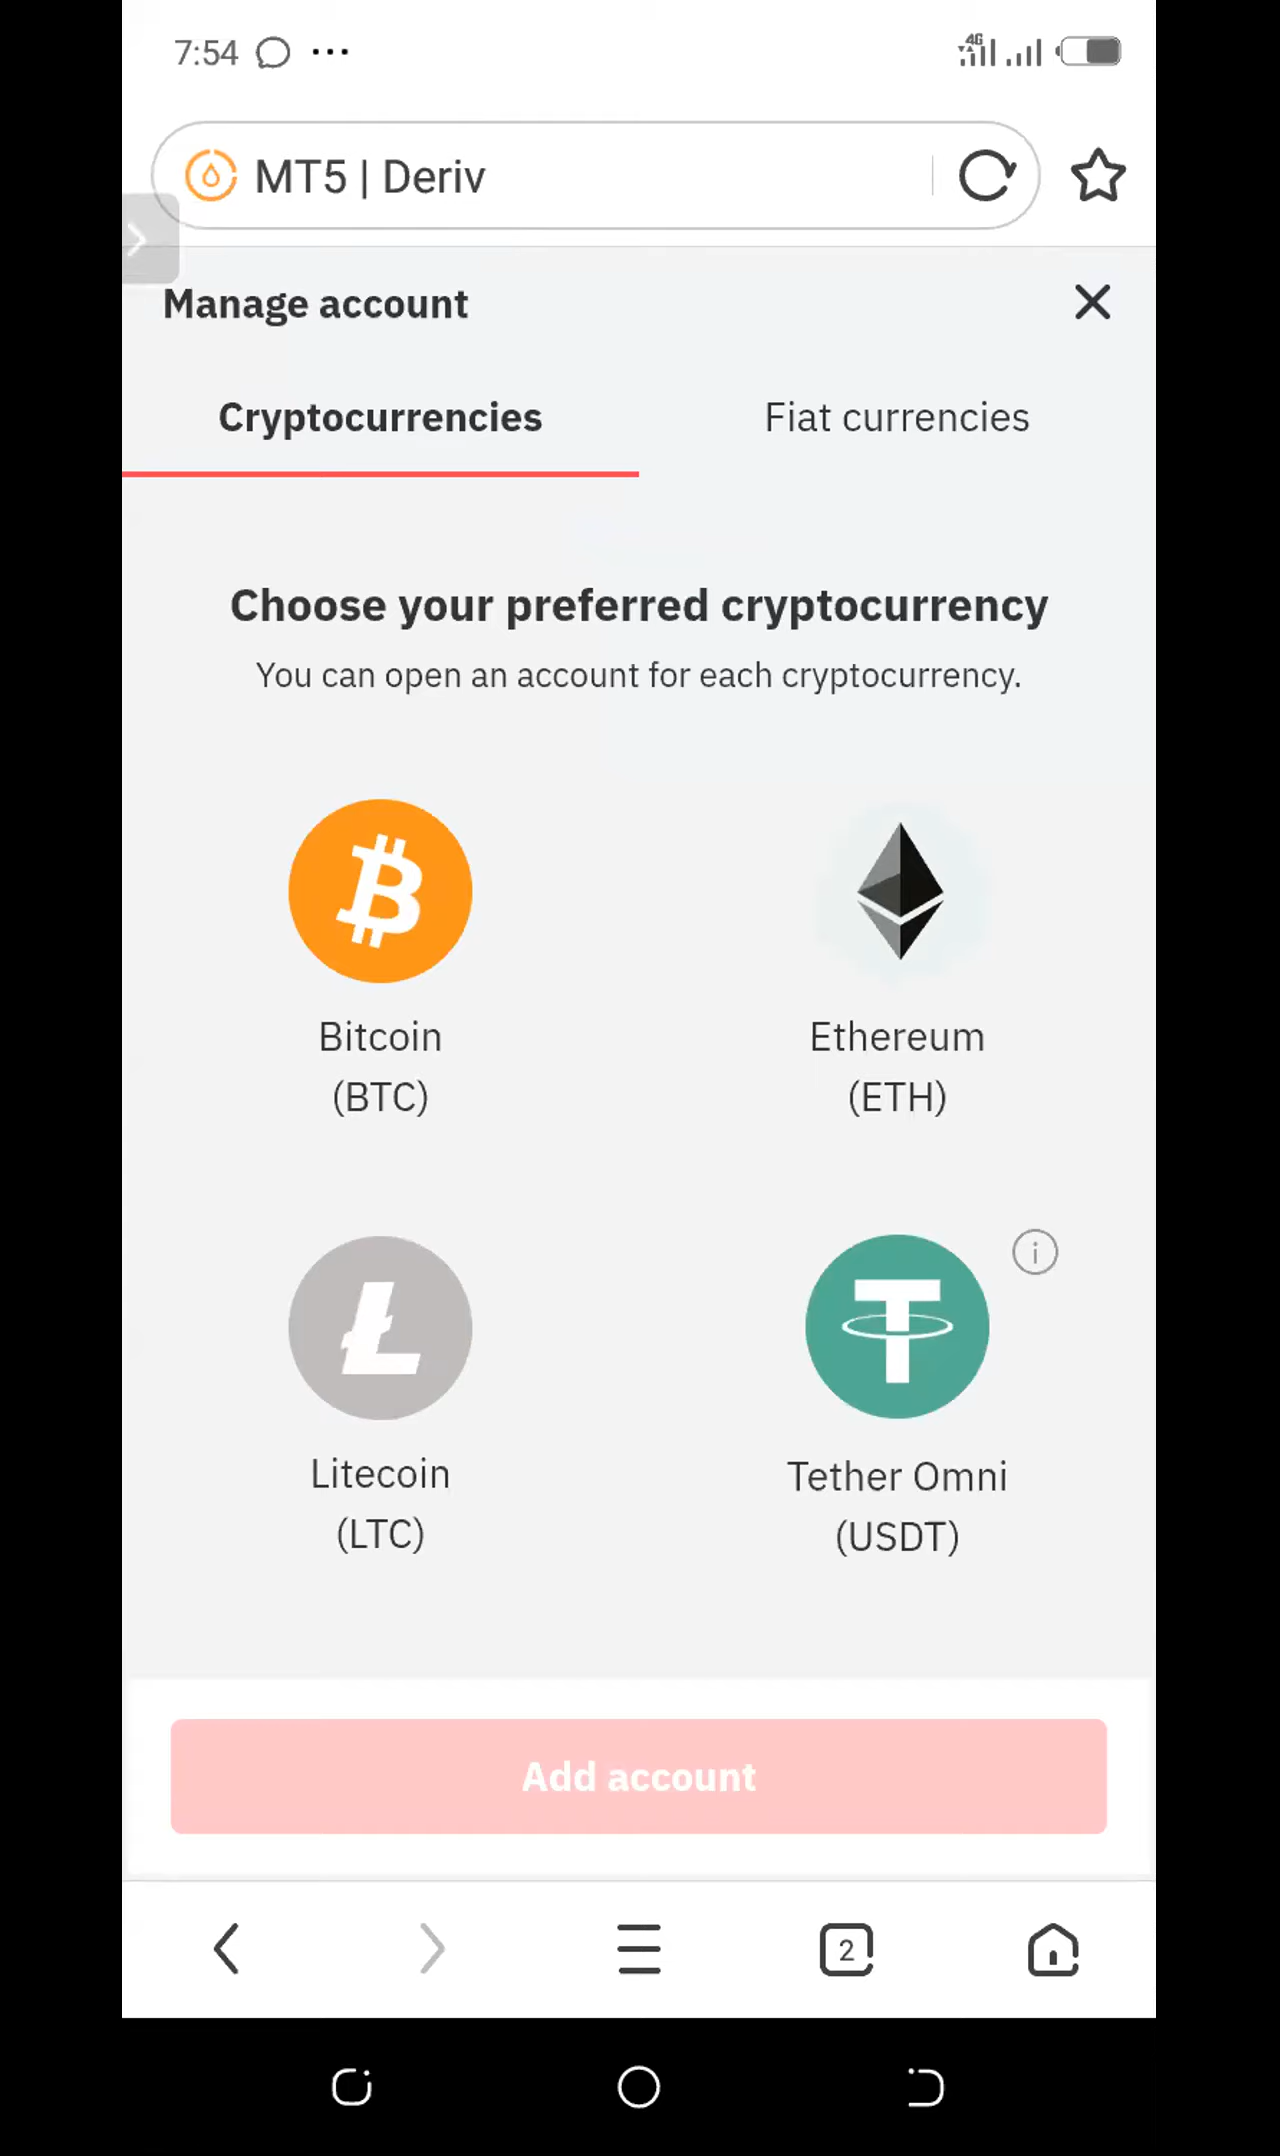 7:54
4G
MT5 | Deriv
Manage account
Cryptocurrencies
Fiat currencies
Choose your preferred cryptocurrency
You can open an account for each cryptocurrency.
Bitcoin
(BTC)
Ethereum
(ETH)
Litecoin
(LTC)
Tether Omni
(USDT)
Add account
2